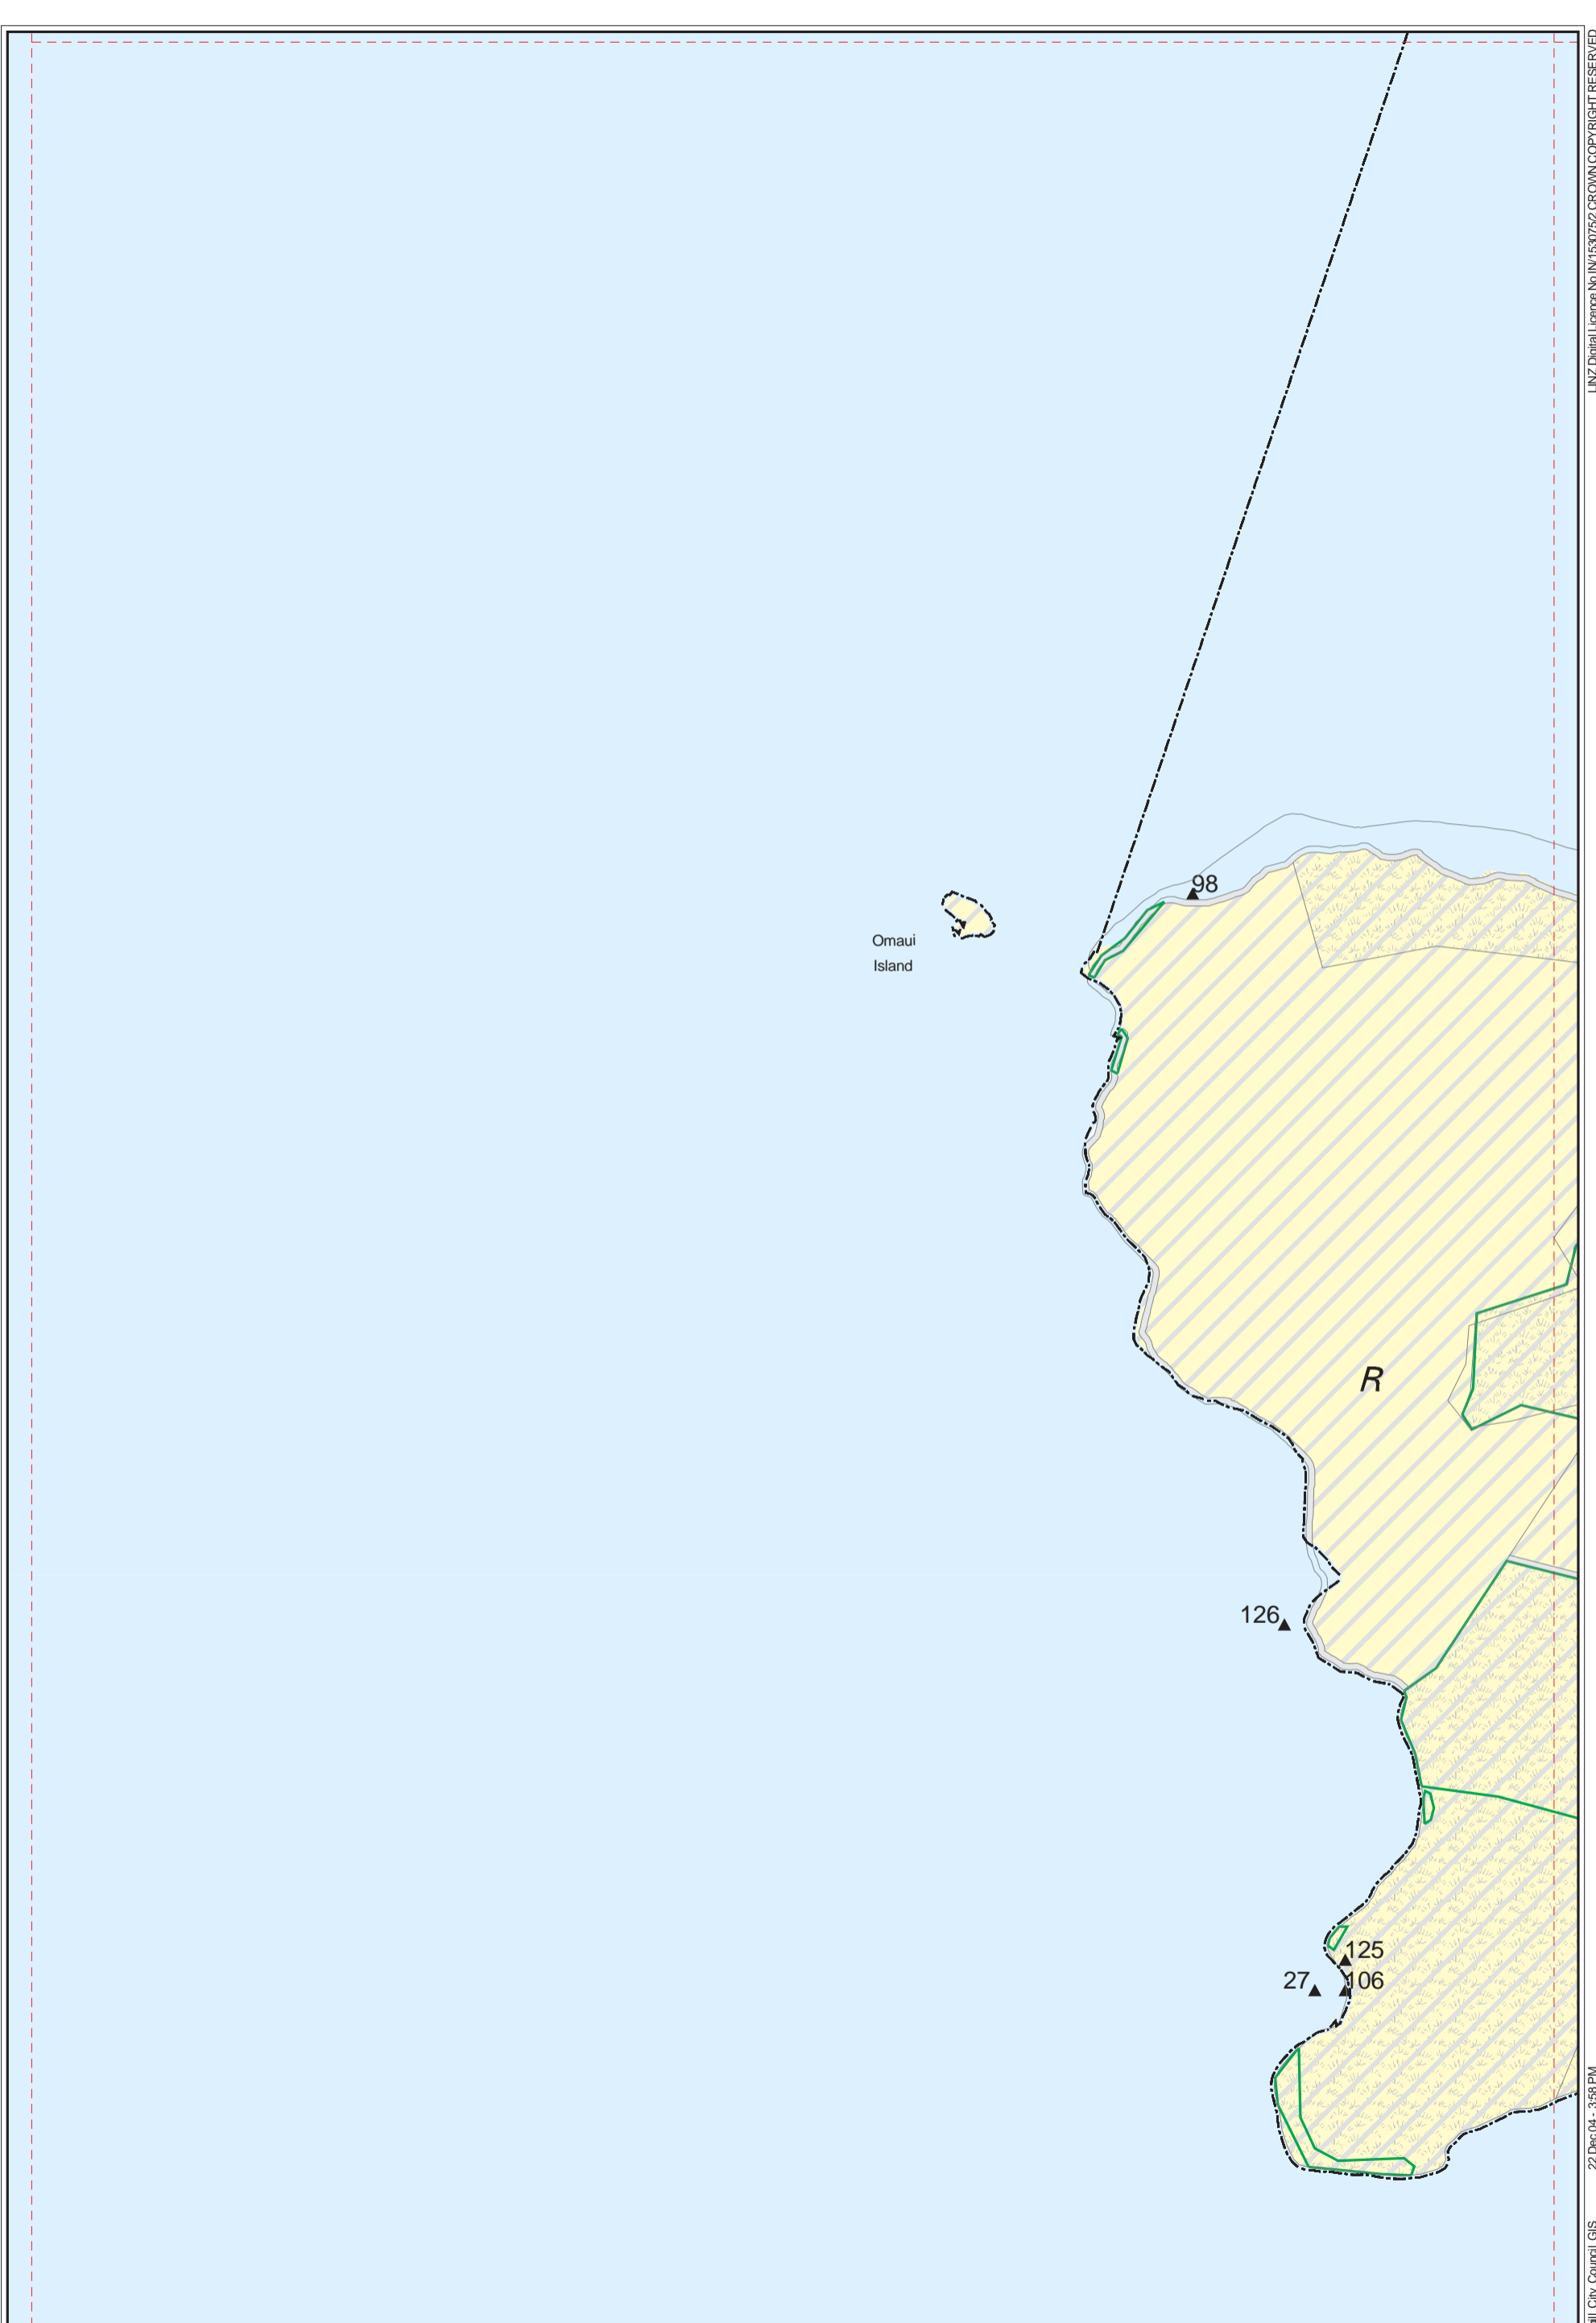 LINZ Digital Licence No IN/153075/2 CROWN COPYRIGHT RESERVED
98
Omaui
Island
R
126
125
27
106
22 Dec 04 - 3:58 PM
City Council GIS